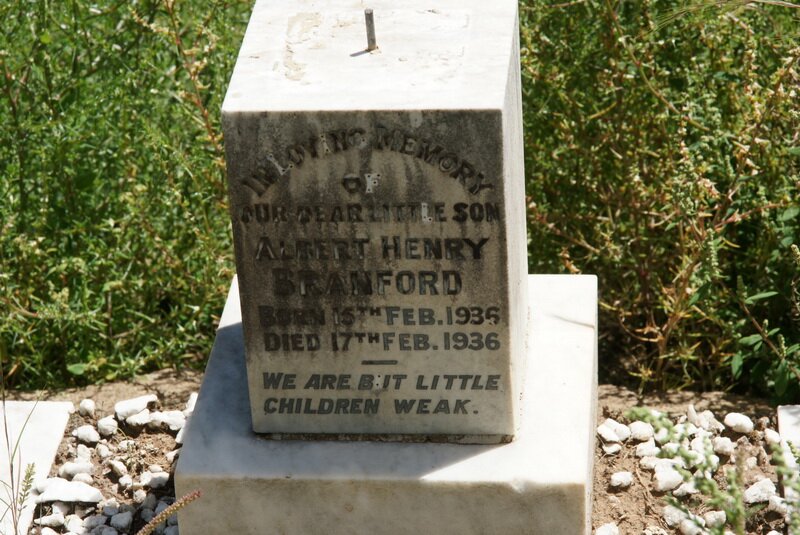 IN LOVING MEMORY
OF
OUR DEAR LITTLE SON
ALBERT HENRY
BRANFORD
BORN 15TH FEB. 1936
DIED 17TH FEB. 1936
WE ARE BUT LITTLE
CHILDREN WEAK.